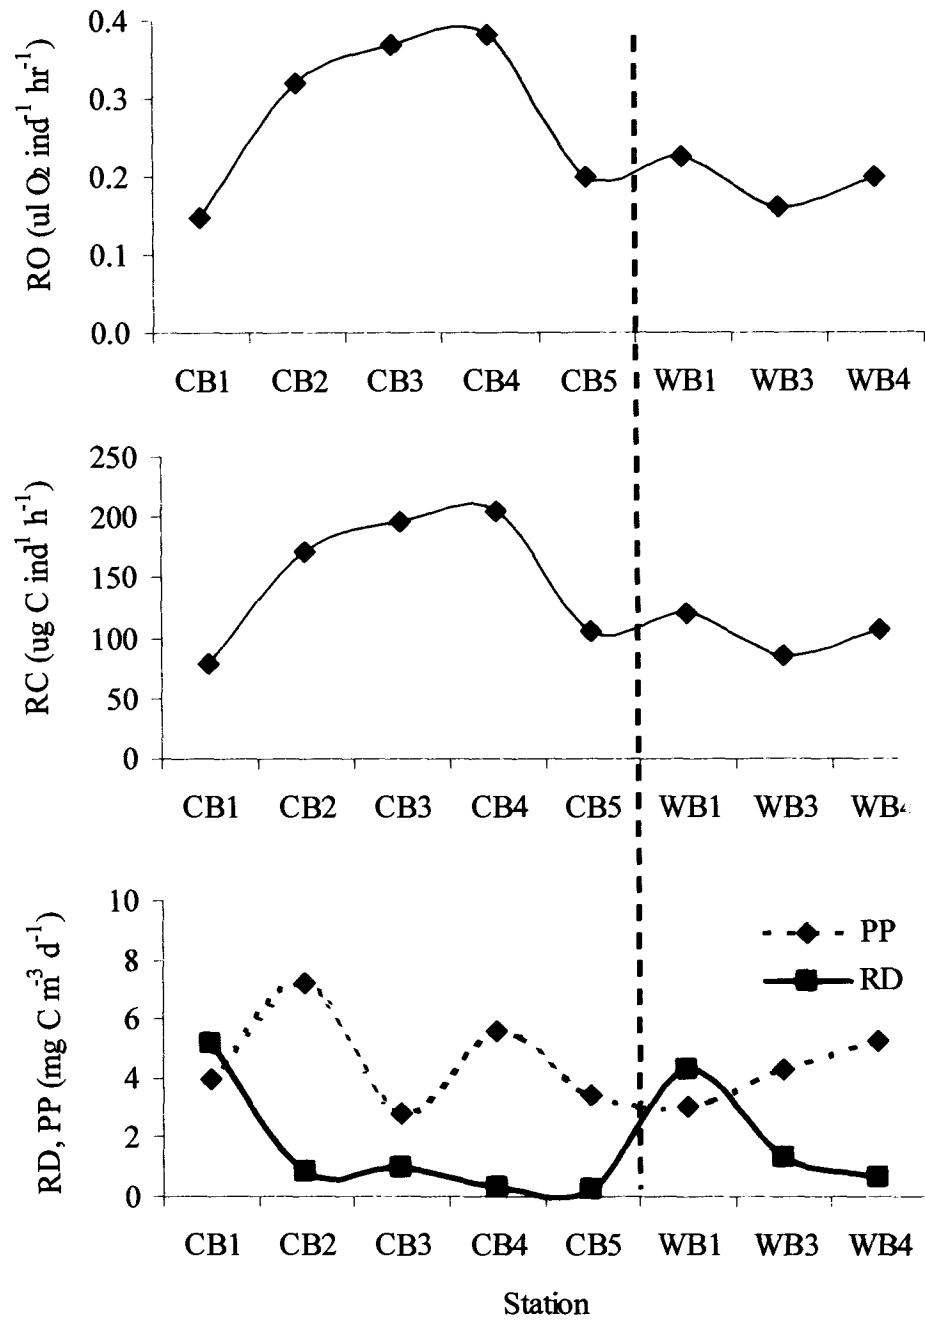 RO (ul O₂ ind⁻¹ hr⁻¹)
0.4
0.3
0.2
0.1
0.0
CB1 CB2 CB3 CB4 CB5 WB1 WB3 WB4
RC (ug C ind¹ h⁻¹)
250
200
150
100
50
0
CB1 CB2 CB3 CB4 CB5 WB1 WB3 WB4
RD, PP (mg C m⁻³ d⁻¹)
10
8
6
4
2
0
PP
RD
CB1 CB2 CB3 CB4 CB5 WB1 WB3 WB4
Station